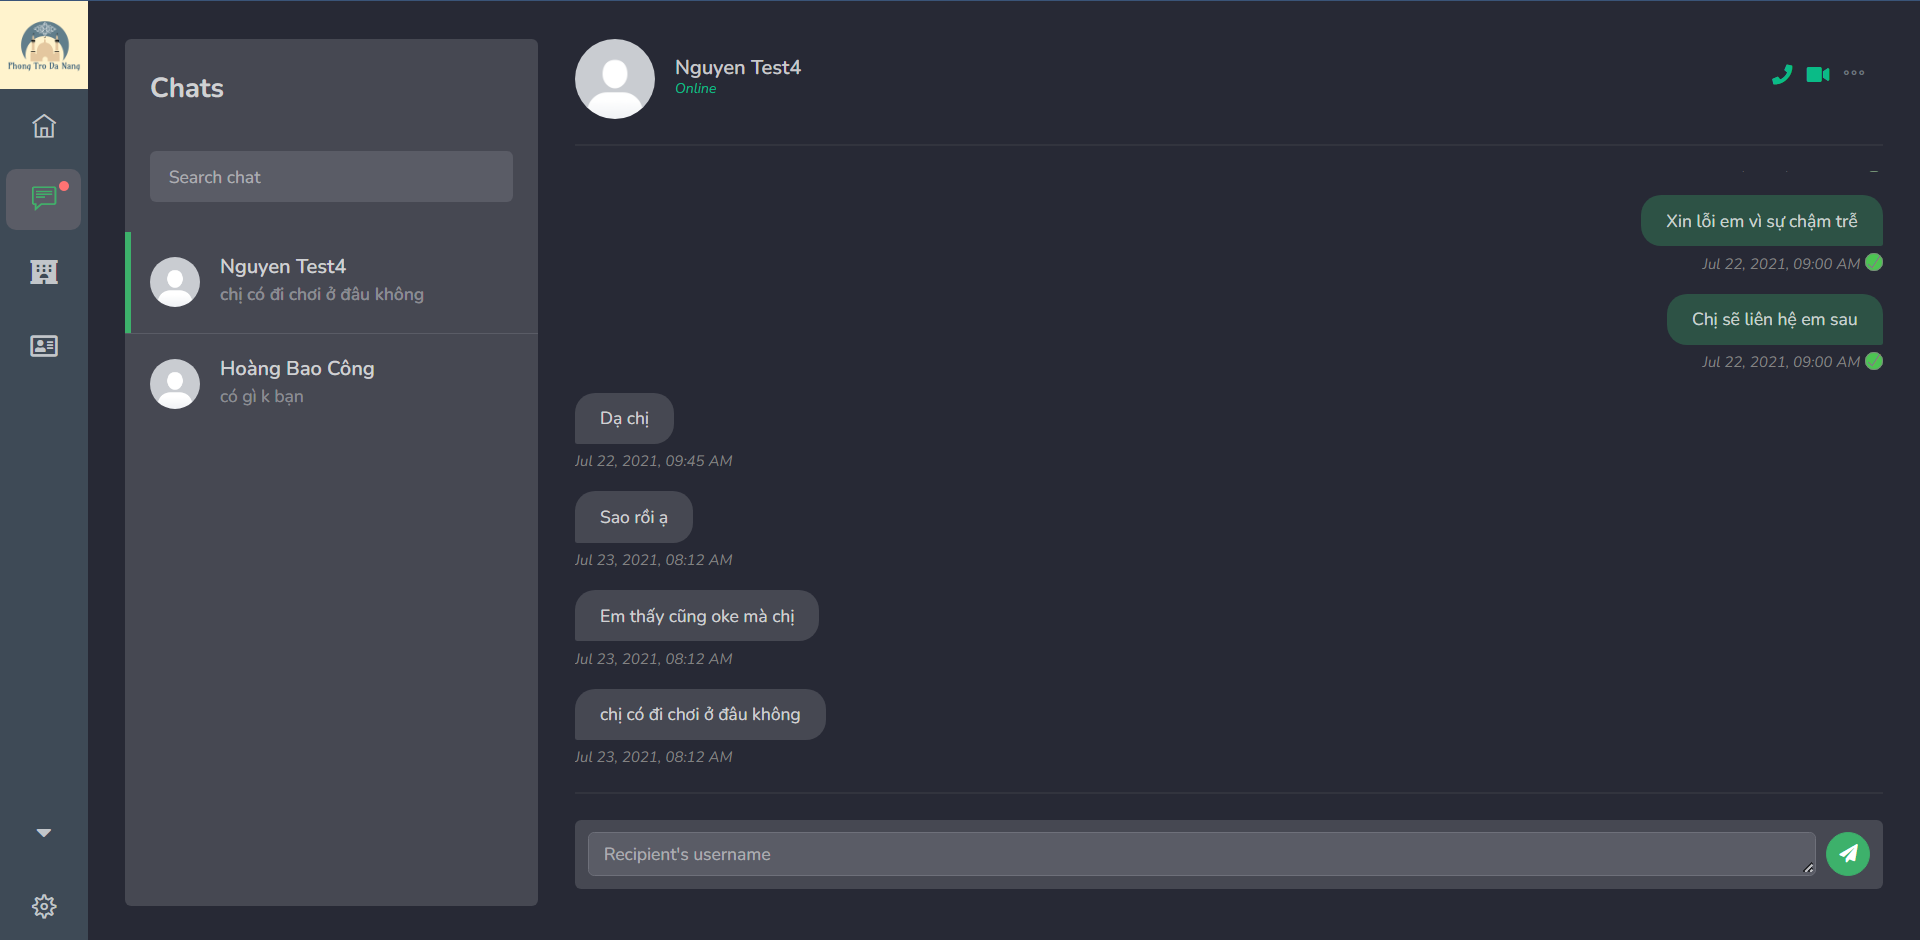 Phong Tro Da Nang
Chats
Search chat
Nguyen Test4
chị có đi chơi ở đâu không
Hoàng Bao Công
có gì k bạn
Nguyen Test4
Online
Xin lỗi em vì sự chậm trễ
Jul 22, 2021, 09:00 AM
Chị sẽ liên hệ em sau
Jul 22, 2021, 09:00 AM
Dạ chị
Jul 22, 2021, 09:45 AM
Sao rồi ạ
Jul 23, 2021, 08:12 AM
Em thấy cũng oke mà chị
Jul 23, 2021, 08:12 AM
chị có đi chơi ở đâu không
Jul 23, 2021, 08:12 AM
Recipient's username